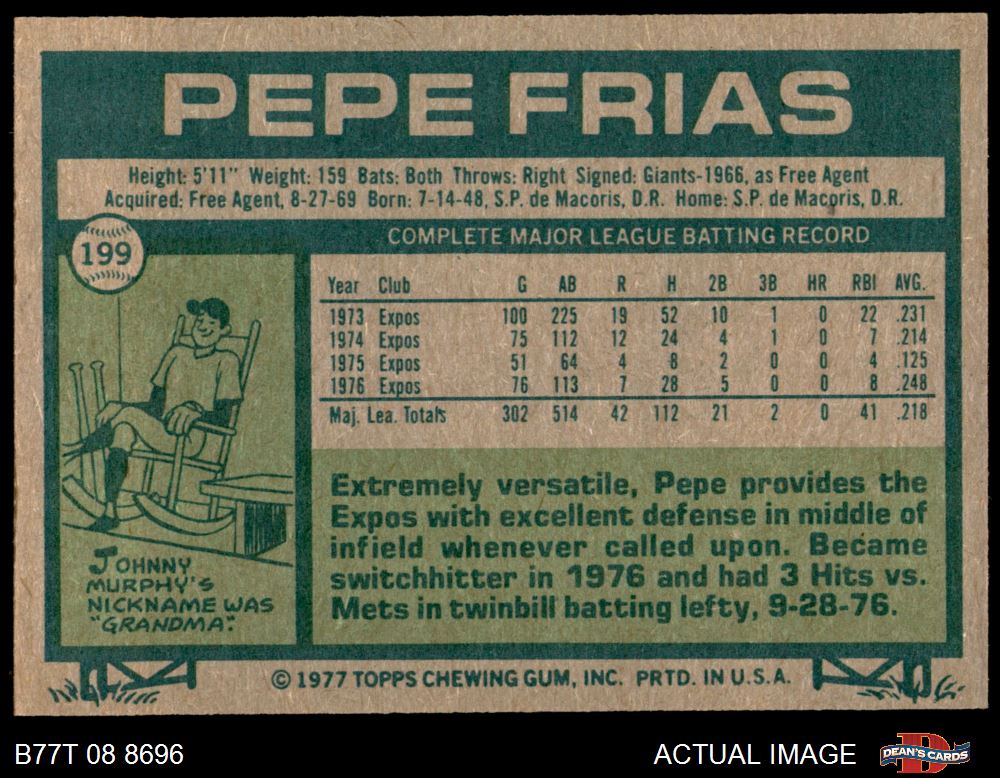 PEPE FRIAS
Height: 5'11" Weight: 159 Bats: Both Throws: Right Signed: Giants-1966, as Free Agent
Acquired: Free Agent, 8-27-69 Born: 7-14-48, S.P. de Macoris, D.R. Home: S.P. de Macoris, D.R.
199
COMPLETE MAJOR LEAGUE BATTING RECORD
Year Club G AB R H 2B 3B HR RBI AVG.
1973 Expos 100 225 19 52 10 1 0 22 .231
1974 Expos 75 112 12 24 4 1 0 7 .214
1975 Expos 51 64 4 8 2 0 0 4 .125
1976 Expos 76 113 7 28 5 0 0 8 .248
Maj. Lea. Totals 302 514 42 112 21 2 0 41 .218
JOHNNY
MURPHY'S
NICKNAME WAS
"GRANDMA".
Extremely versatile, Pepe provides the
Expos with excellent defense in middle of
infield whenever called upon. Became
switchhitter in 1976 and had 3 Hits vs.
Mets in twinbill batting lefty, 9-28-76.
© 1977 TOPPS CHEWING GUM, INC. PRTD. IN U.S.A.
B77T 08 8696
ACTUAL IMAGE
D
DEAN'S CARDS